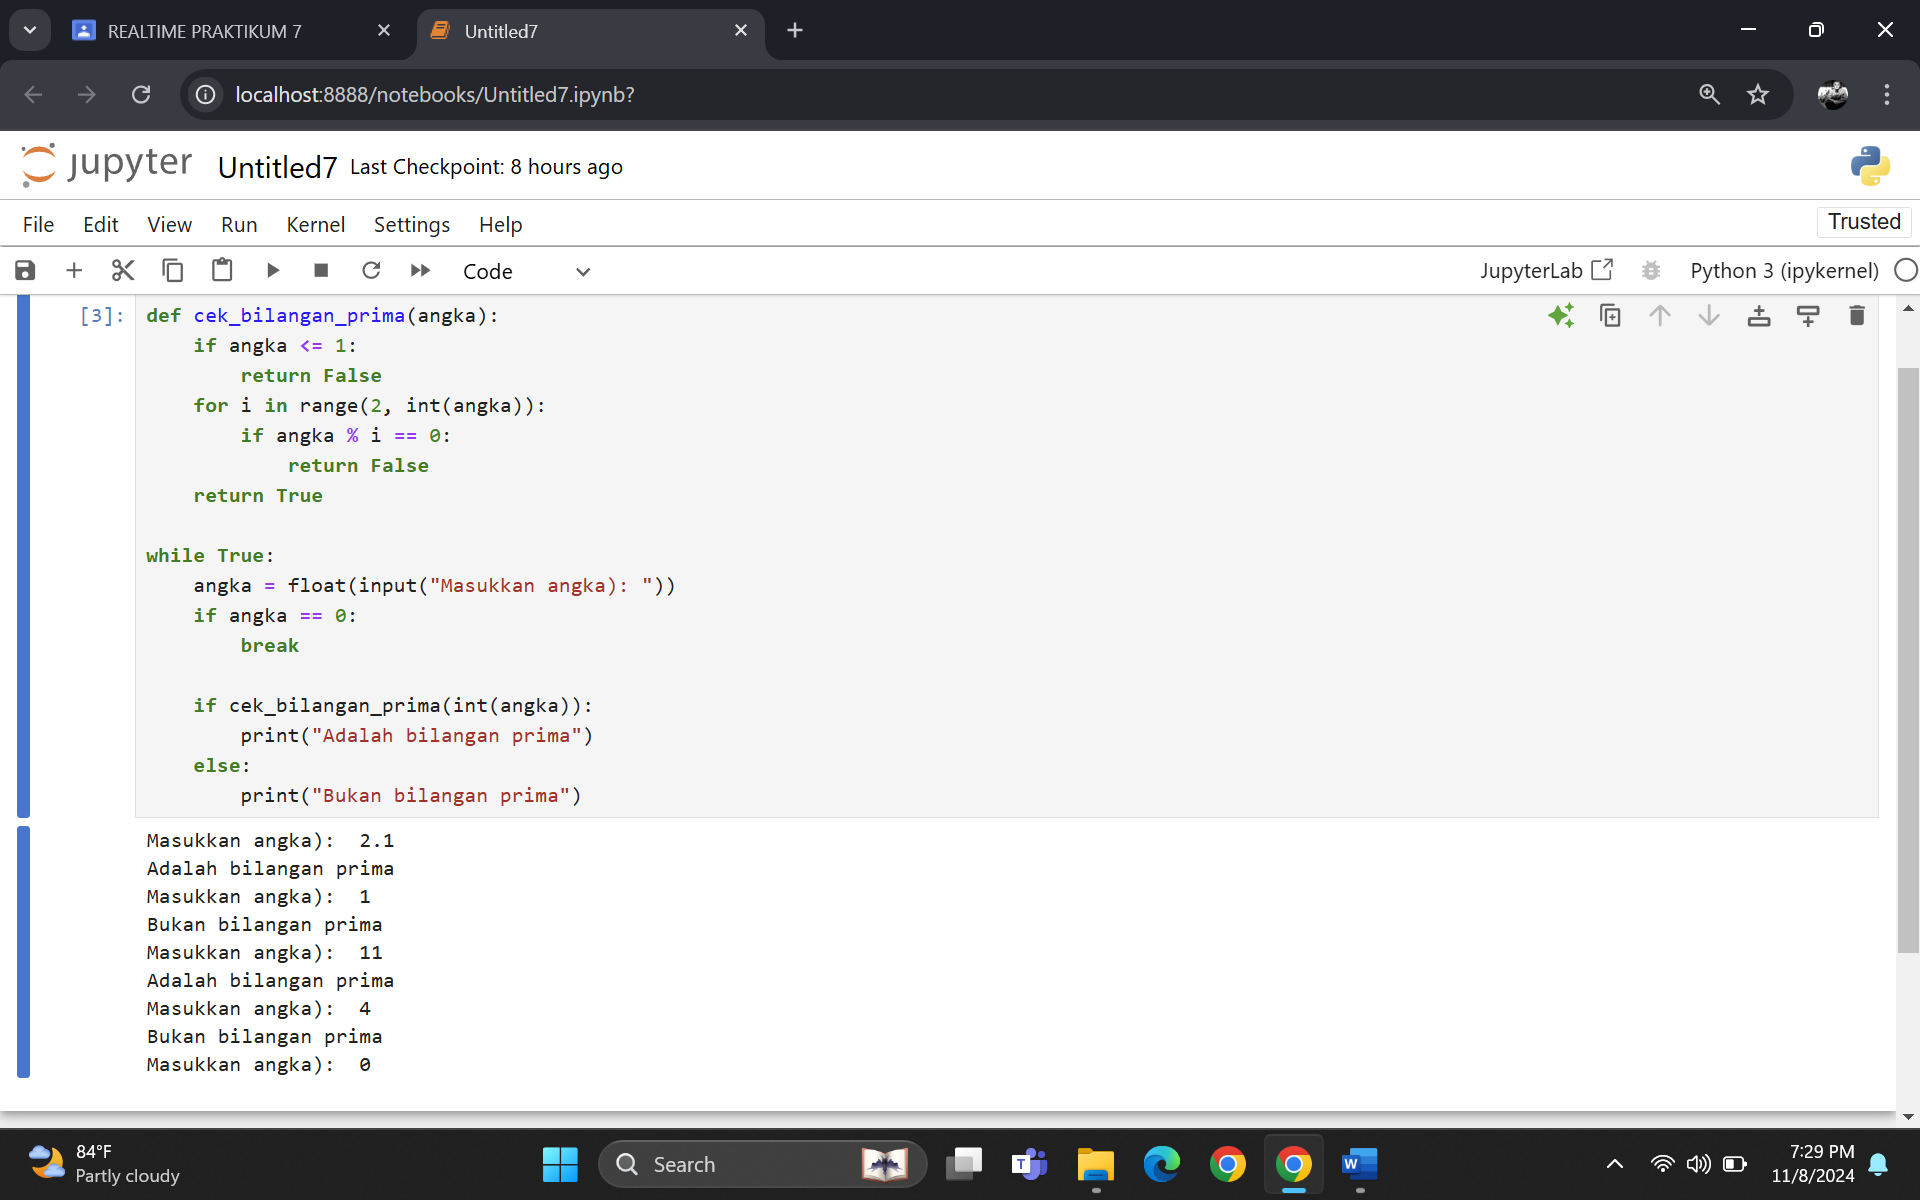 REALTIME PRAKTIKUM 7
Untitled7
localhost:8888/notebooks/Untitled7.ipynb?
jupyter Untitled7 Last Checkpoint: 8 hours ago
File Edit View Run Kernel Settings Help
Trusted
Code
JupyterLab
Python 3 (ipykernel)
[3]:
def cek_bilangan_prima(angka):
    if angka <= 1:
        return False
    for i in range(2, int(angka)):
        if angka % i == 0:
            return False
    return True
while True:
    angka = float(input("Masukkan angka): "))
    if angka == 0:
        break
    if cek_bilangan_prima(int(angka)):
        print("Adalah bilangan prima")
    else:
        print("Bukan bilangan prima")
Masukkan angka):  2.1
Adalah bilangan prima
Masukkan angka):  1
Bukan bilangan prima
Masukkan angka):  11
Adalah bilangan prima
Masukkan angka):  4
Bukan bilangan prima
Masukkan angka):  0
84°F
Partly cloudy
Search
7:29 PM
11/8/2024